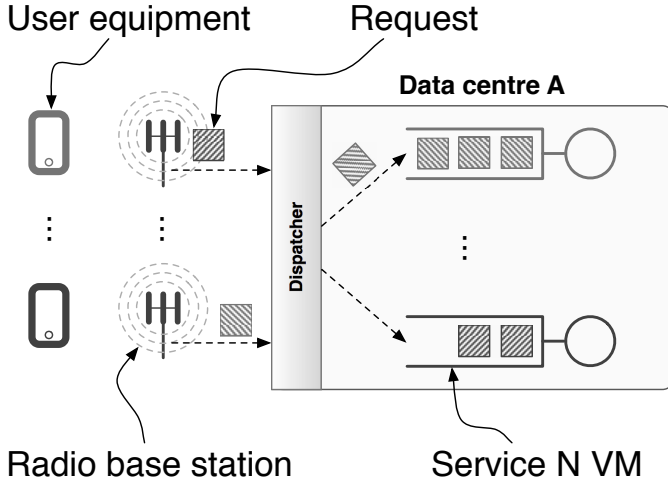 User equipment
Request
Data centre A
Dispatcher
Radio base station
Service N VM